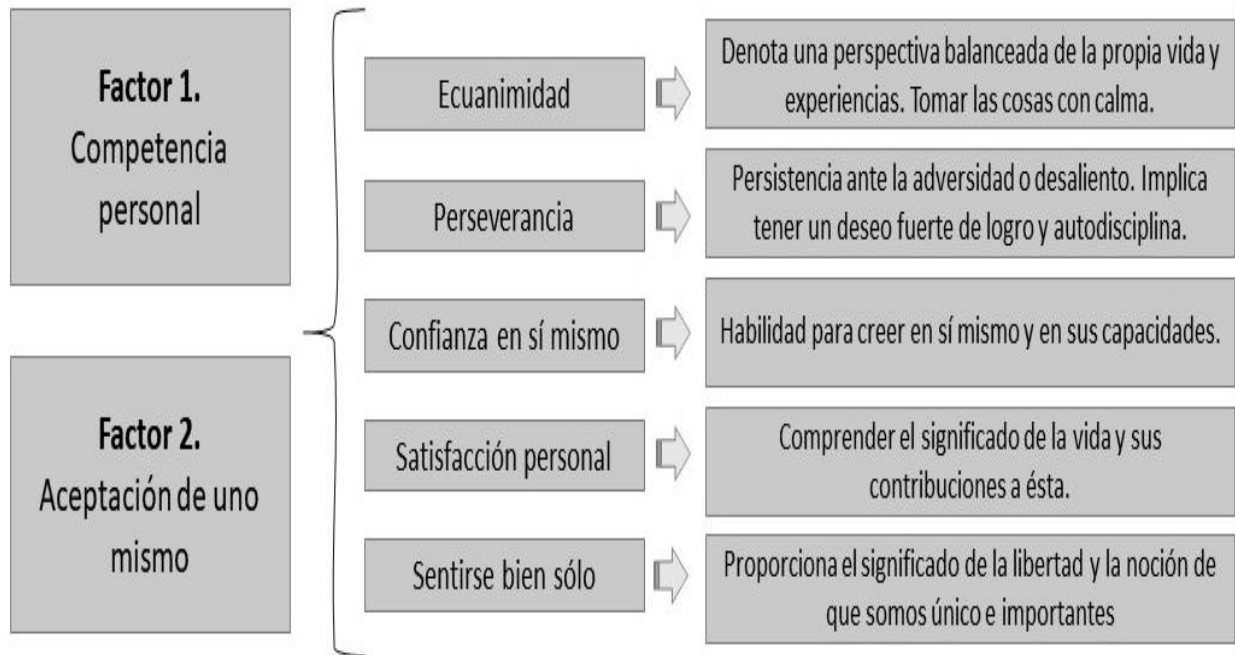 Factor 1.
Competencia
personal
Factor 2.
Aceptación de uno
mismo
Ecuanimidad
Denota una perspectiva balanceada de la propia vida y
experiencias. Tomar las cosas con calma.
Perseverancia
Persistencia ante la adversidad o desaliento. Implica
tener un deseo fuerte de logro y autodisciplina.
Confianza en sí mismo
Habilidad para creer en sí mismo y en sus capacidades.
Satisfacción personal
Comprender el significado de la vida y sus
contribuciones a ésta.
Sentirse bien sólo
Proporciona el significado de la libertad y la noción de
que somos único e importantes